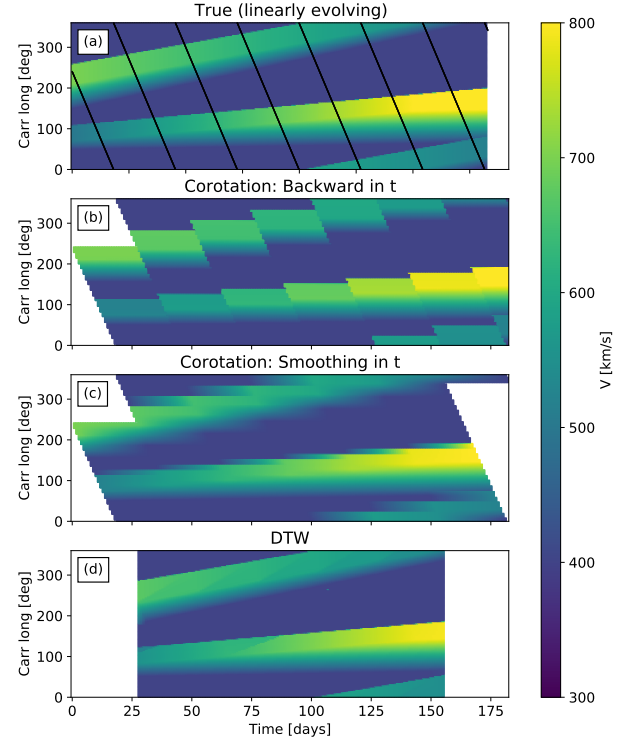 True (linearly evolving)
(a)
Carr long [deg]
300
200
100
0
Corotation: Backward in t
(b)
Carr long [deg]
300
200
100
0
Corotation: Smoothing in t
(c)
Carr long [deg]
300
200
100
0
DTW
(d)
Carr long [deg]
300
200
100
0
0 25 50 75 100 125 150 175
Time [days]
800
700
600
500
400
300
V [km/s]